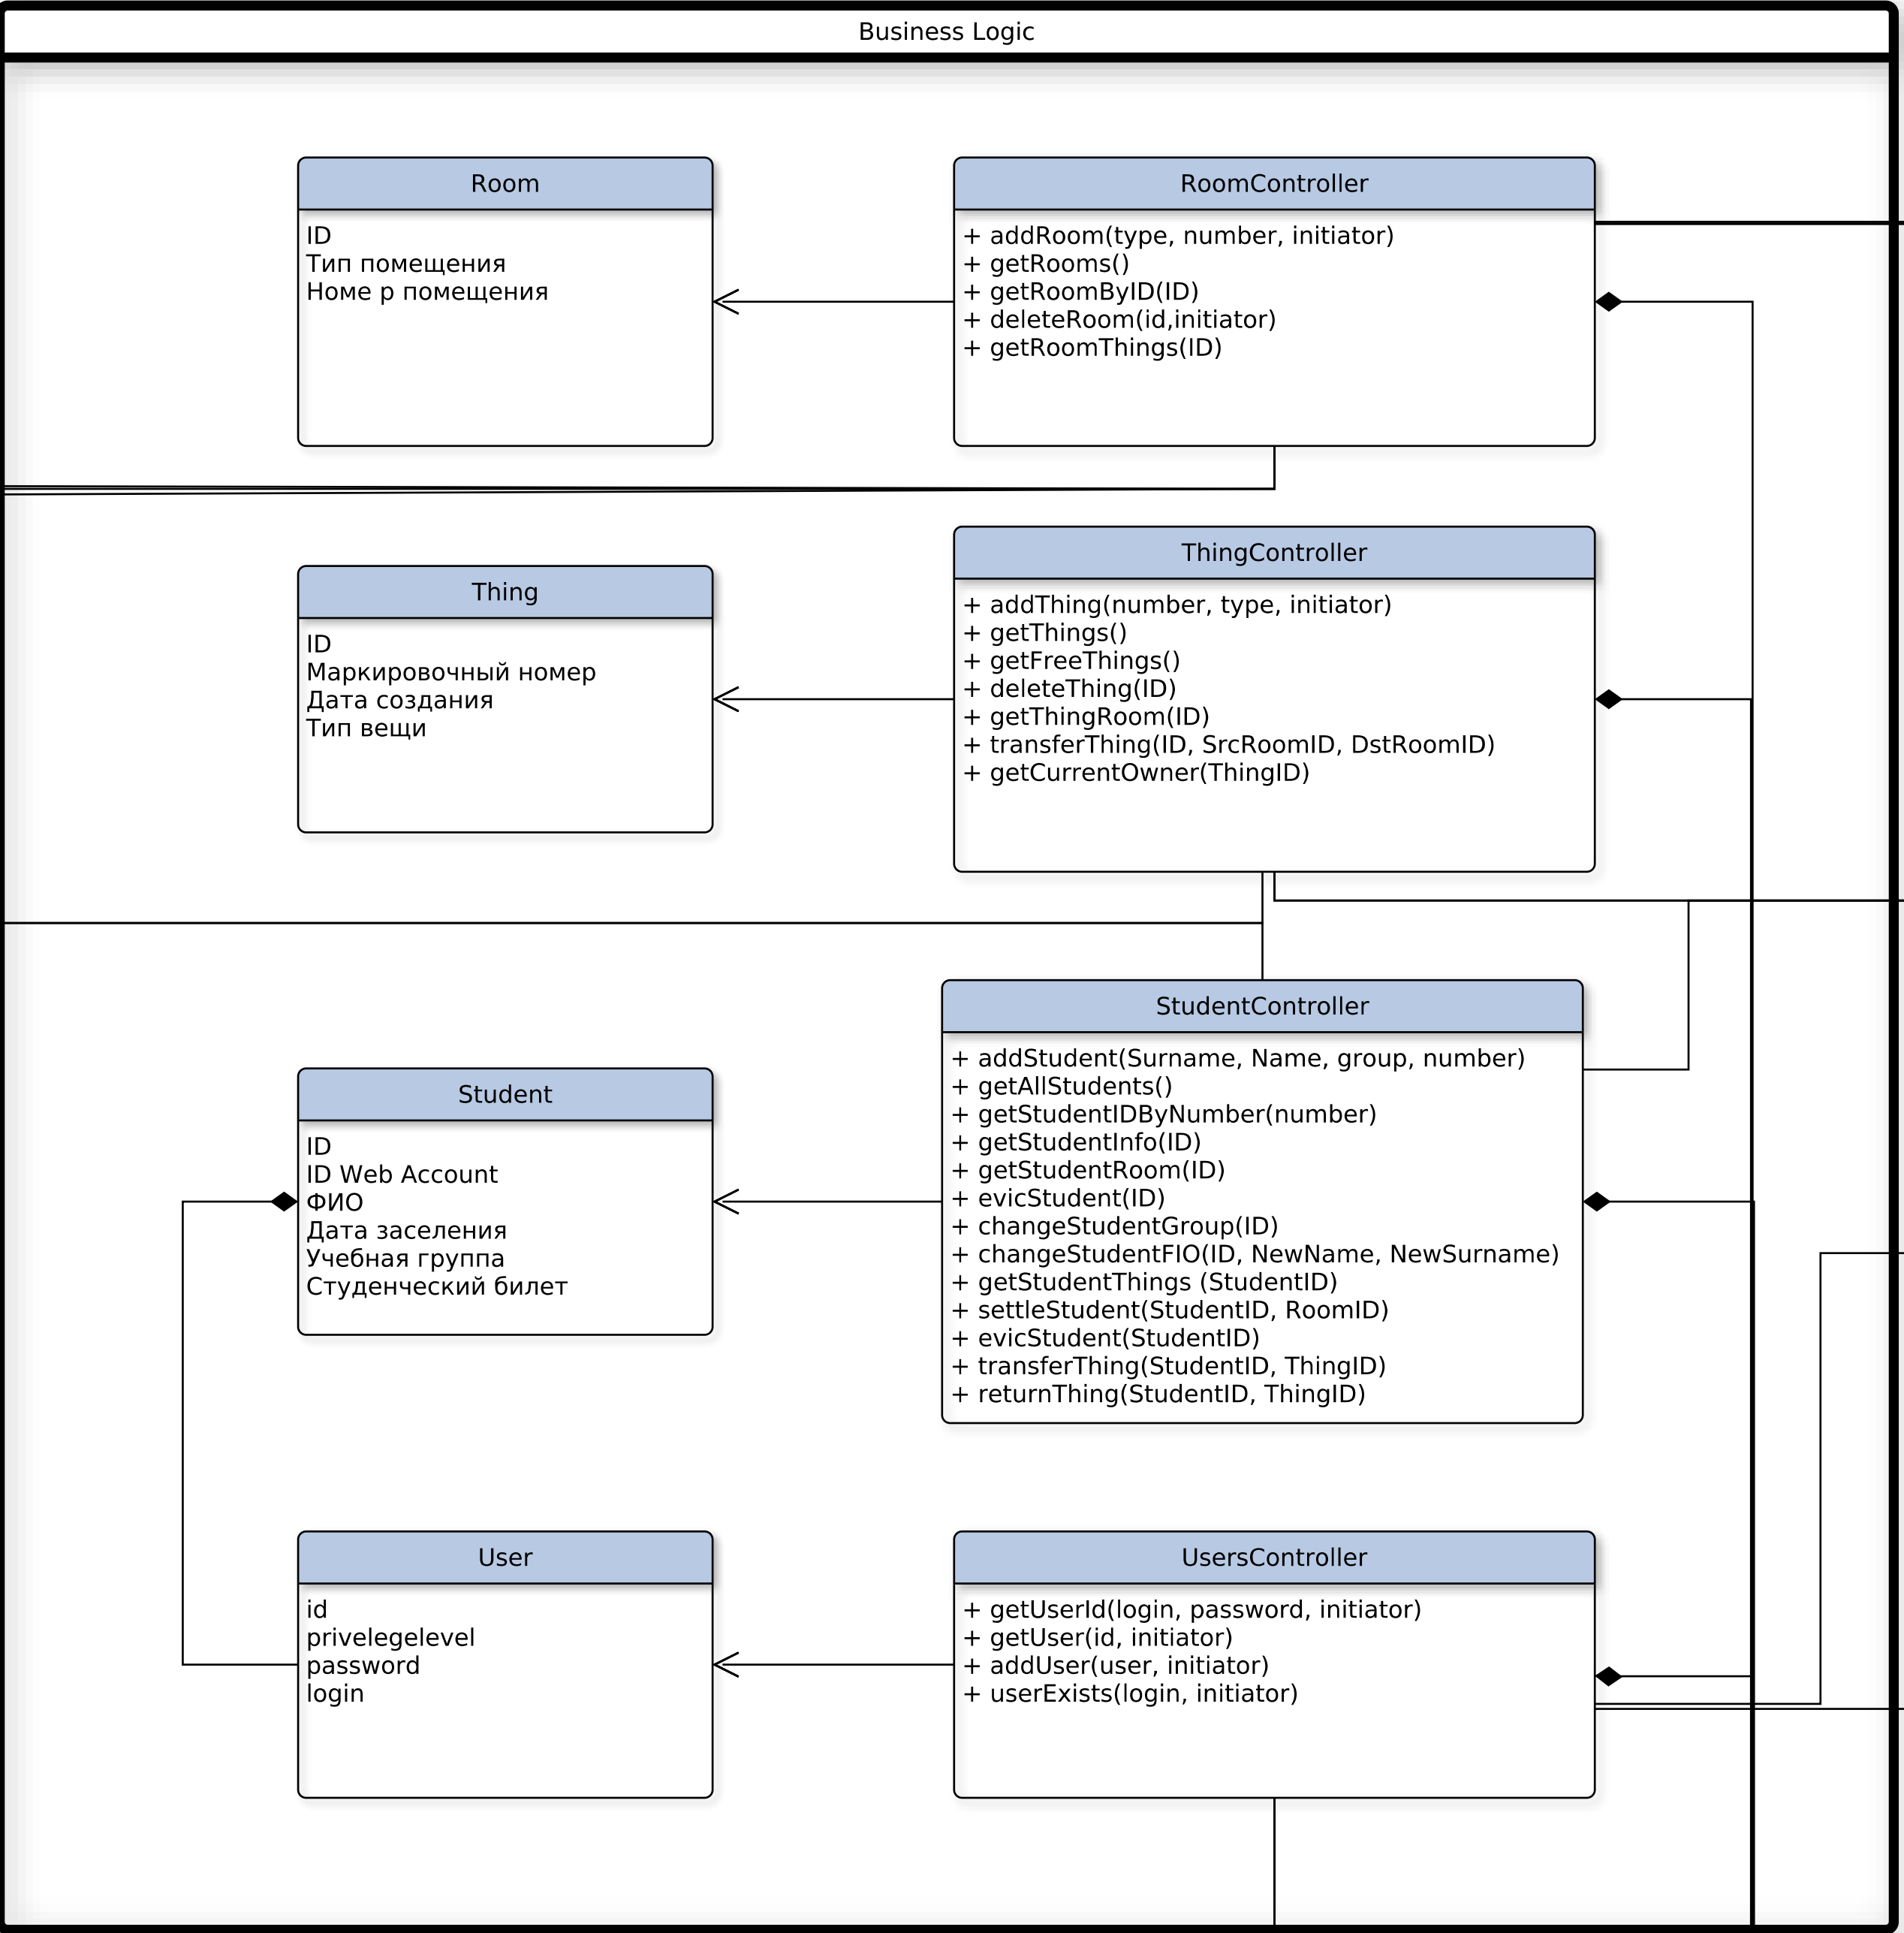 Business Logic
Room
ID
Тип помещения
Номе р помещения
RoomController
+ addRoom(type, number, initiator)
+ getRooms()
+ getRoomByID(ID)
+ deleteRoom(id,initiator)
+ getRoomThings(ID)
Thing
ID
Маркировочный номер
Дата создания
Тип вещи
ThingController
+ addThing(number, type, initiator)
+ getThings()
+ getFreeThings()
+ deleteThing(ID)
+ getThingRoom(ID)
+ transferThing(ID, SrcRoomID, DstRoomID)
+ getCurrentOwner(ThingID)
Student
ID
ID Web Account
ФИО
Дата заселения
Учебная группа
Студенческий билет
StudentController
+ addStudent(Surname, Name, group, number)
+ getAllStudents()
+ getStudentIDByNumber(number)
+ getStudentInfo(ID)
+ getStudentRoom(ID)
+ evicStudent(ID)
+ changeStudentGroup(ID)
+ changeStudentFIO(ID, NewName, NewSurname)
+ getStudentThings (StudentID)
+ settleStudent(StudentID, RoomID)
+ evicStudent(StudentID)
+ transferThing(StudentID, ThingID)
+ returnThing(StudentID, ThingID)
User
id
privelegelevel
password
login
UsersController
+ getUserId(login, password, initiator)
+ getUser(id, initiator)
+ addUser(user, initiator)
+ userExists(login, initiator)